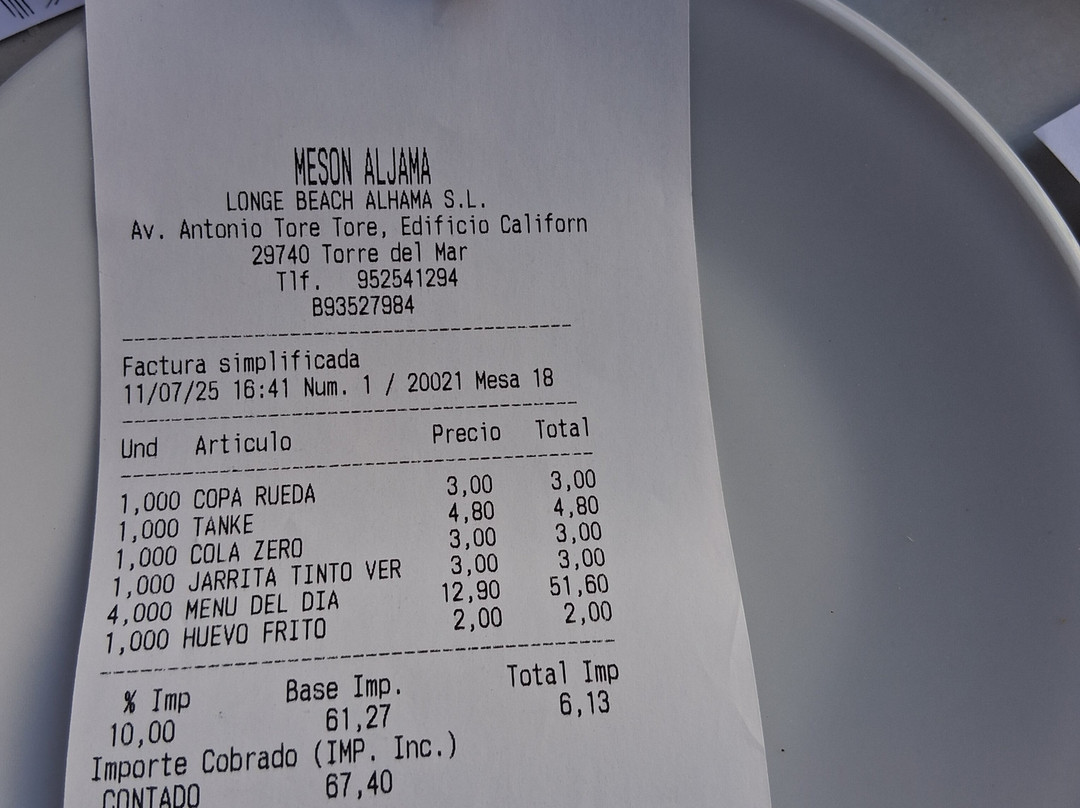 MESON ALJAMA
LONGE BEACH ALHAMA S.L.
Av. Antonio Tore Tore, Edificio Californ
29740 Torre del Mar
Tlf. 952541294
B93527984
Factura simplificada
11/07/25 16:41 Num. 1 / 20021 Mesa 18
Und Articulo Precio Total
1,000 COPA RUEDA 3,00 3,00
1,000 TANKE 4,80 4,80
1,000 COLA ZERO 3,00 3,00
1,000 JARRITA TINTO VER 3,00 3,00
4,000 MENU DEL DIA 12,90 51,60
1,000 HUEVO FRITO 2,00 2,00
% Imp Base Imp. Total Imp
10,00 61,27 6,13
Importe Cobrado (IMP. Inc.)
CONTADO 67,40